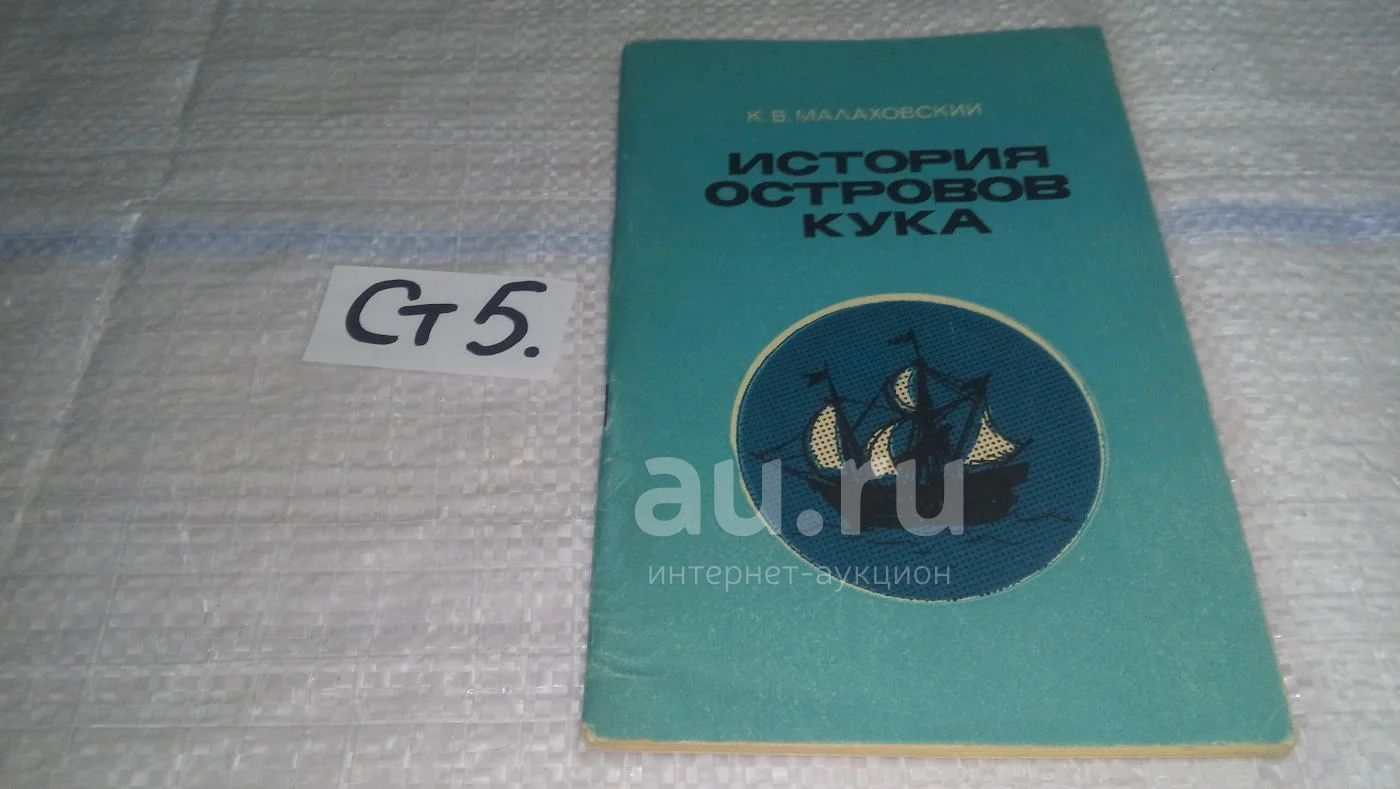 К. В. МАЛАХОВСКИЙ
ИСТОРИЯ
ОСТРОВОВ
КУКА
Ст 5.
au.ru
интернет-аукцион